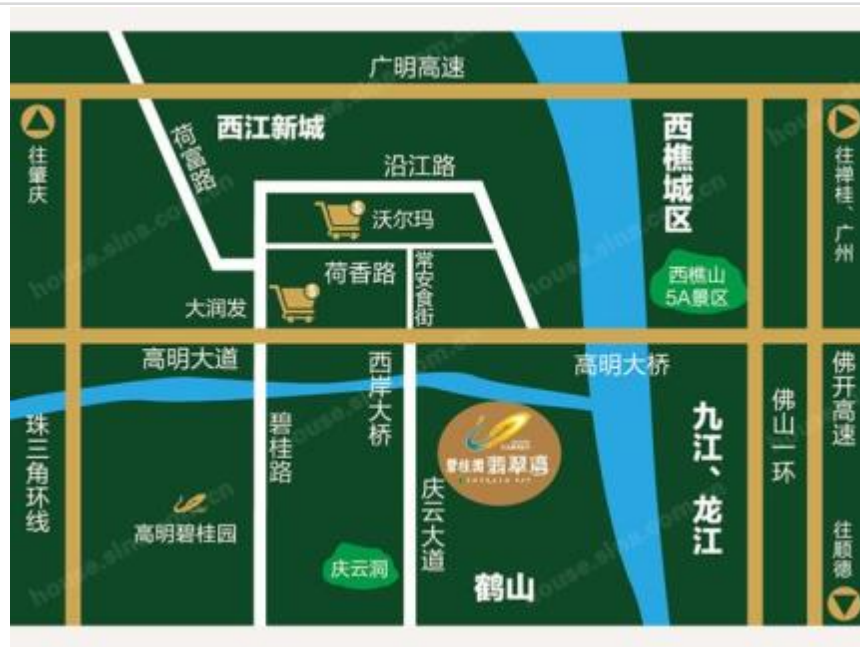 广明高速
往肇庆
荷富路
西江新城
沿江路
沃尔玛
西樵城区
往禅桂、广州
荷香路
常安食街
西樵山
5A景区
大润发
高明大道
西岸大桥
高明大桥
佛开高速
珠三角环线
碧桂路
碧桂園 翡翠湾
九江、龙江
佛山一环
高明碧桂园
庆云大道
庆云洞
鹤山
往顺德
house.sina.com.cn